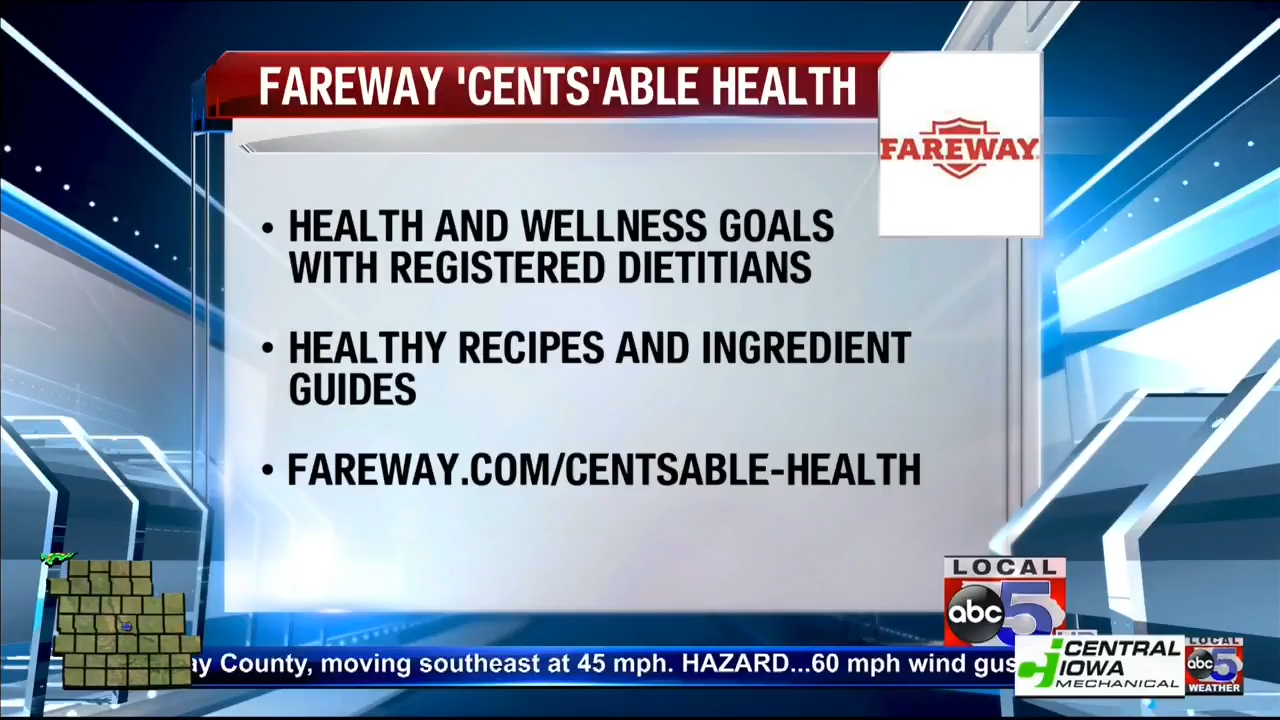 FAREWAY 'CENTS'ABLE HEALTH
FAREWAY
• HEALTH AND WELLNESS GOALS
WITH REGISTERED DIETITIANS
• HEALTHY RECIPES AND INGREDIENT
GUIDES
• FAREWAY.COM/CENTSABLE-HEALTH
LOCAL
abc 5
HD
ay County, moving southeast at 45 mph. HAZARD...60 mph wind gus
CENTRAL
IOWA
MECHANICAL
LOCAL
abc 5
WEATHER